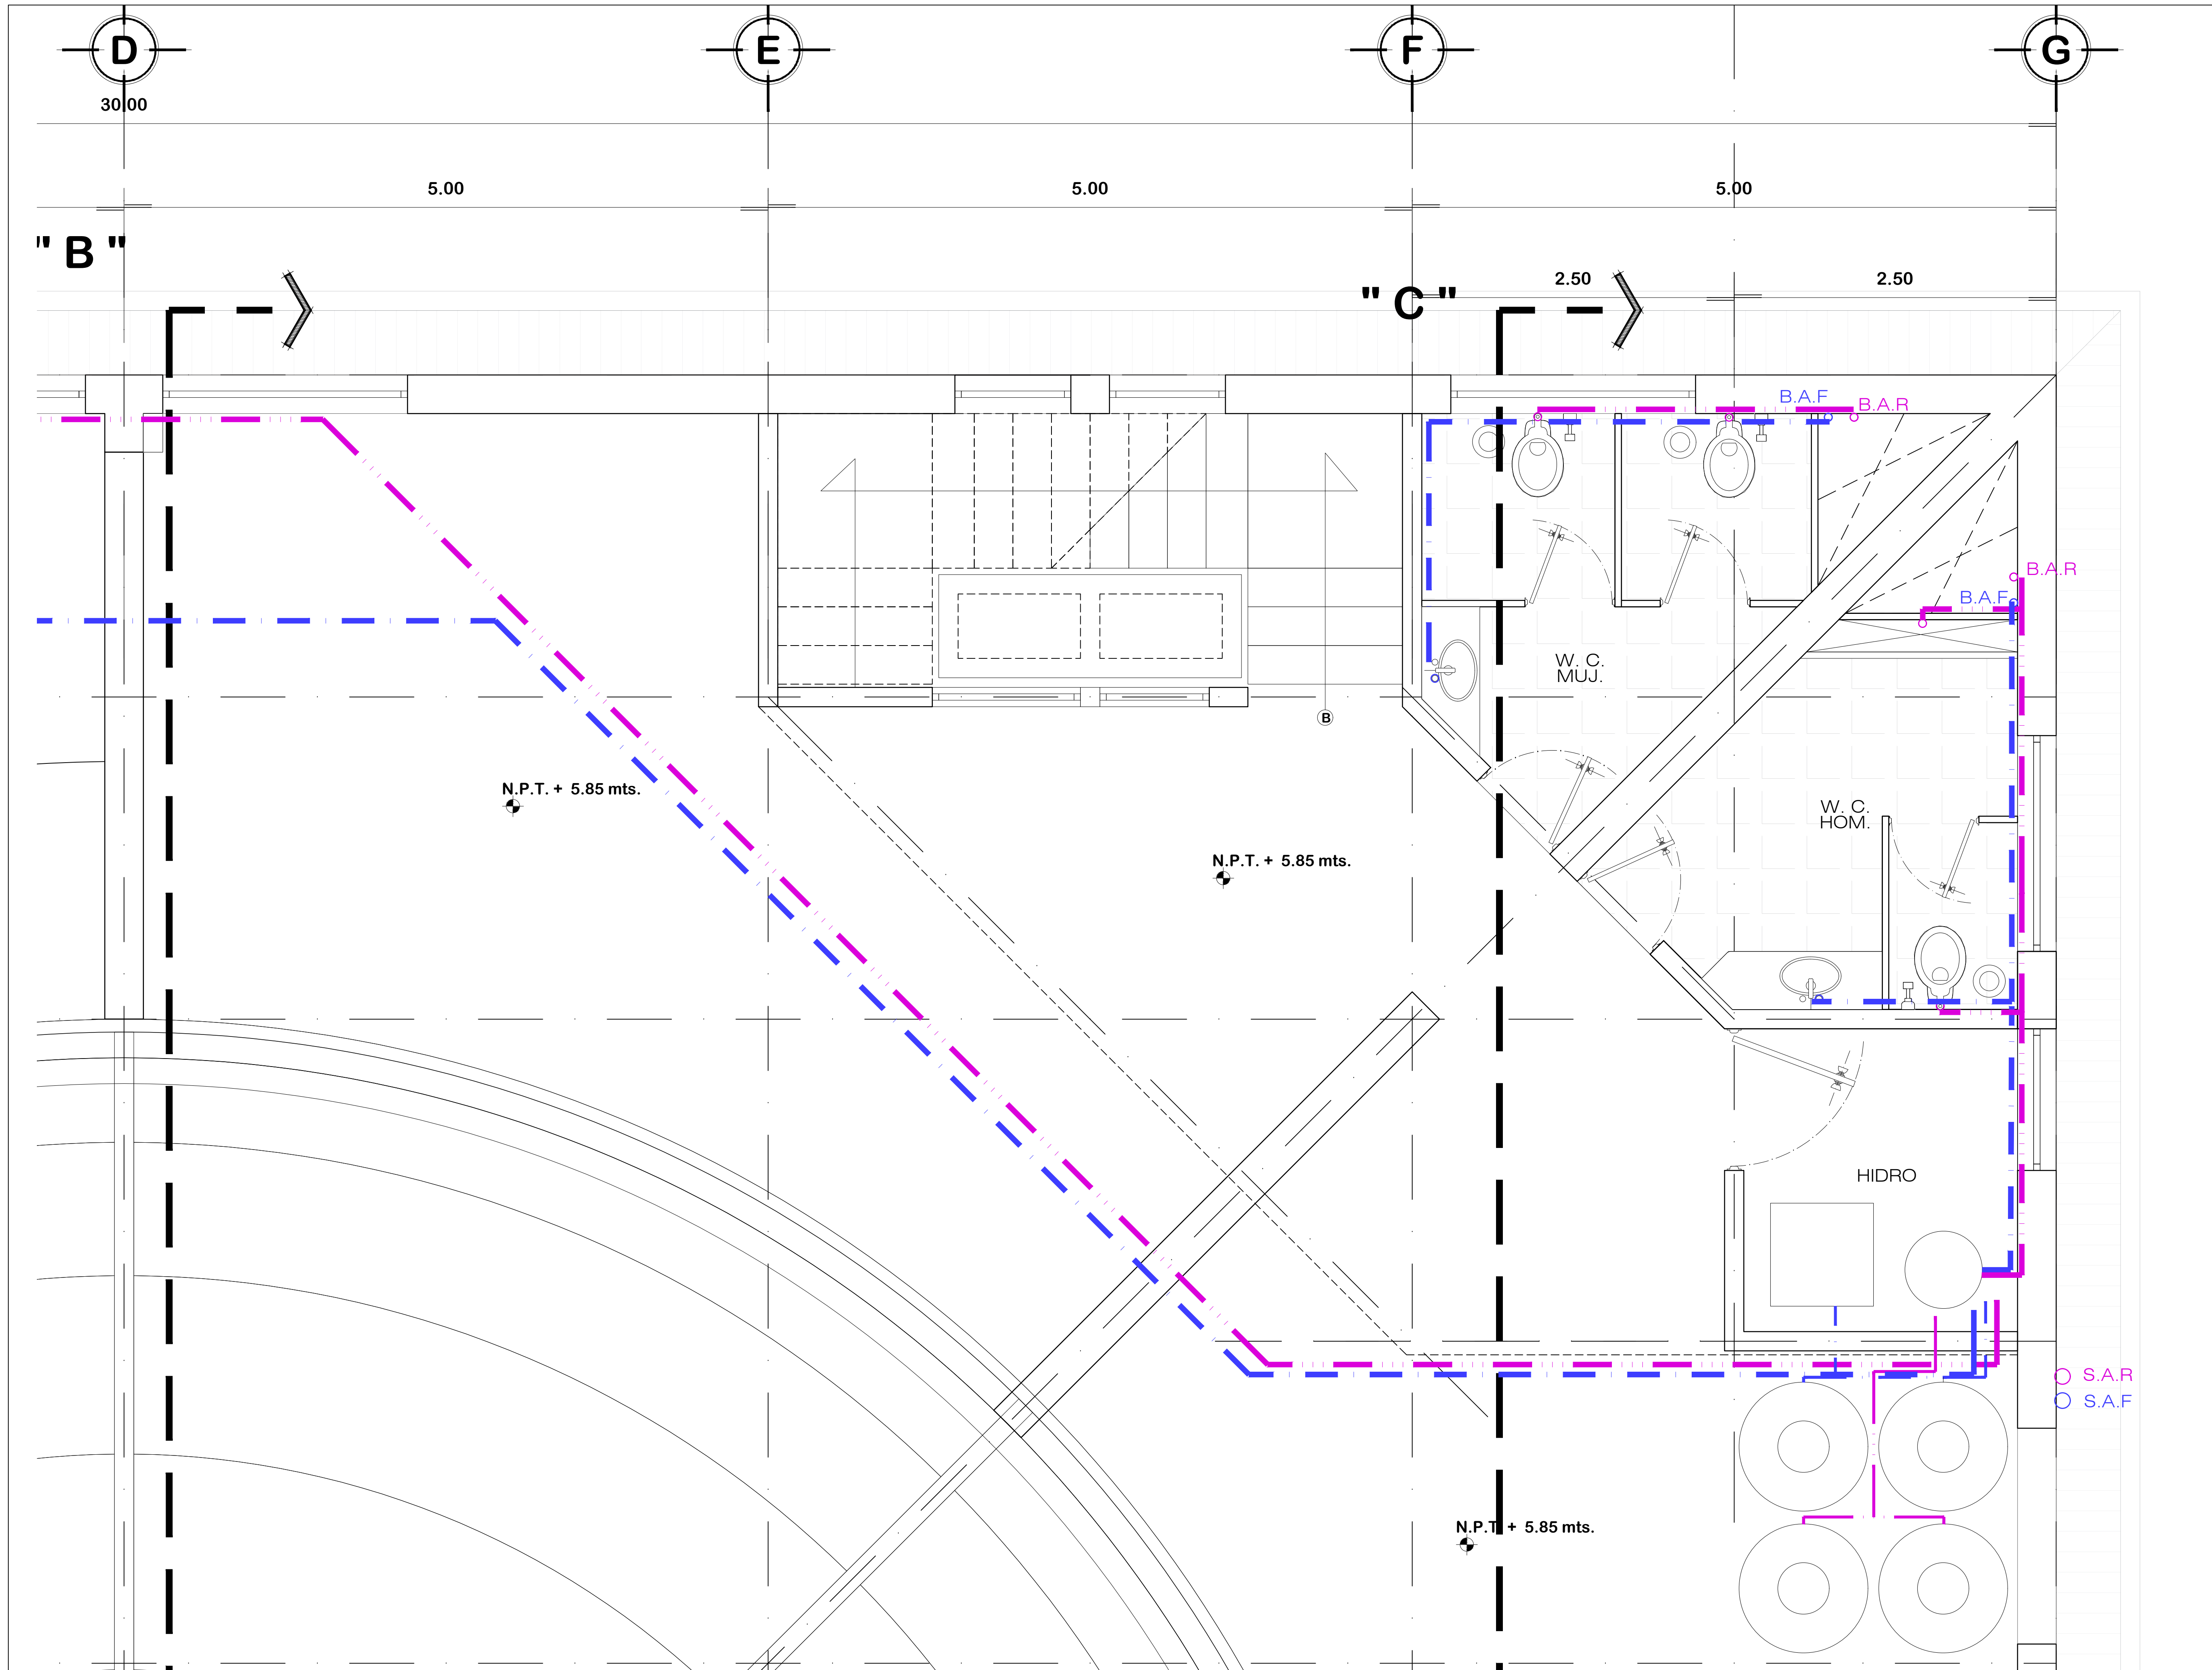 D
E
F
G
30.00
5.00
5.00
5.00
" B "
" C "
2.50
2.50
B.A.F
B.A.R
B.A.R
B.A.F
W. C.
MUJ.
B
N.P.T. + 5.85 mts.
W. C.
HOM.
N.P.T. + 5.85 mts.
HIDRO
S.A.R
S.A.F
N.P.T. + 5.85 mts.